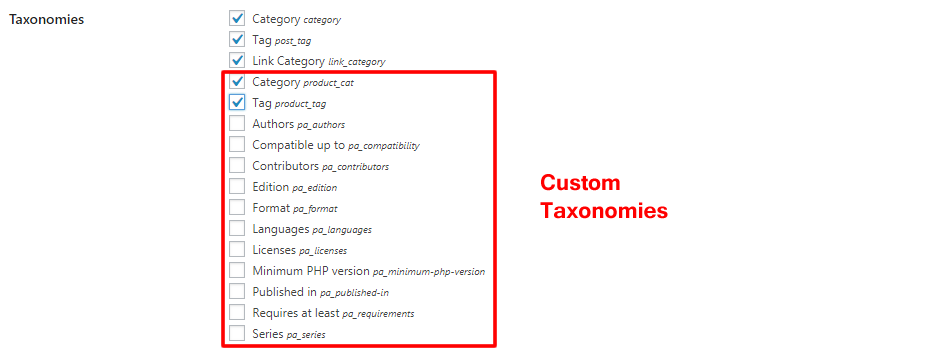 Taxonomies
Category category
Tag post_tag
Link Category link_category
Category product_cat
Tag product_tag
Authors pa_authors
Compatible up to pa_compatibility
Contributors pa_contributors
Edition pa_edition
Format pa_format
Languages pa_languages
Licenses pa_licenses
Minimum PHP version pa_minimum-php-version
Published in pa_published-in
Requires at least pa_requirements
Series pa_series
Custom
Taxonomies